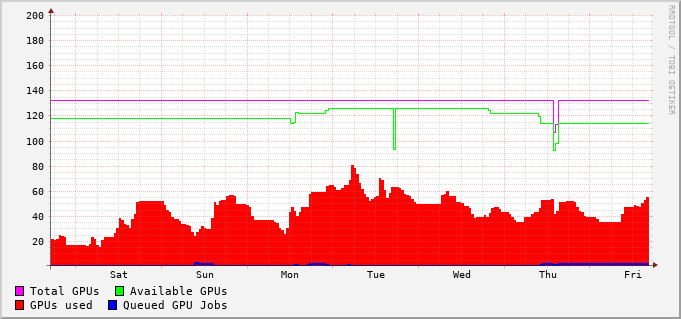 200
180
160
140
120
100
80
60
40
20
Sat Sun Mon Tue Wed Thu Fri
Total GPUs Available GPUs
GPUs used Queued GPU Jobs
RRDTOOL / TOBI OETIKER